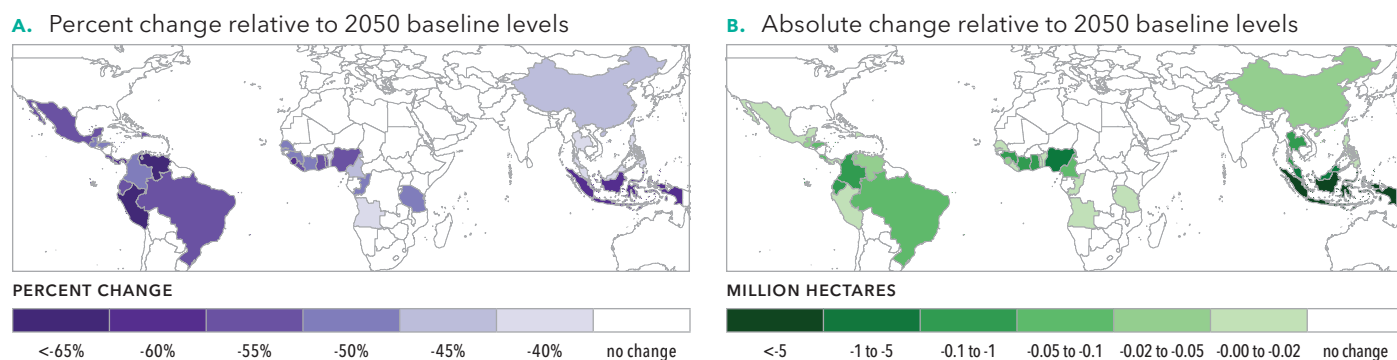 A. Percent change relative to 2050 baseline levels
B. Absolute change relative to 2050 baseline levels
PERCENT CHANGE
<-65% -60% -55% -50% -45% -40% no change
MILLION HECTARES
<-5 -1 to -5 -0.1 to -1 -0.05 to -0.1 -0.02 to -0.05 -0.00 to -0.02 no change